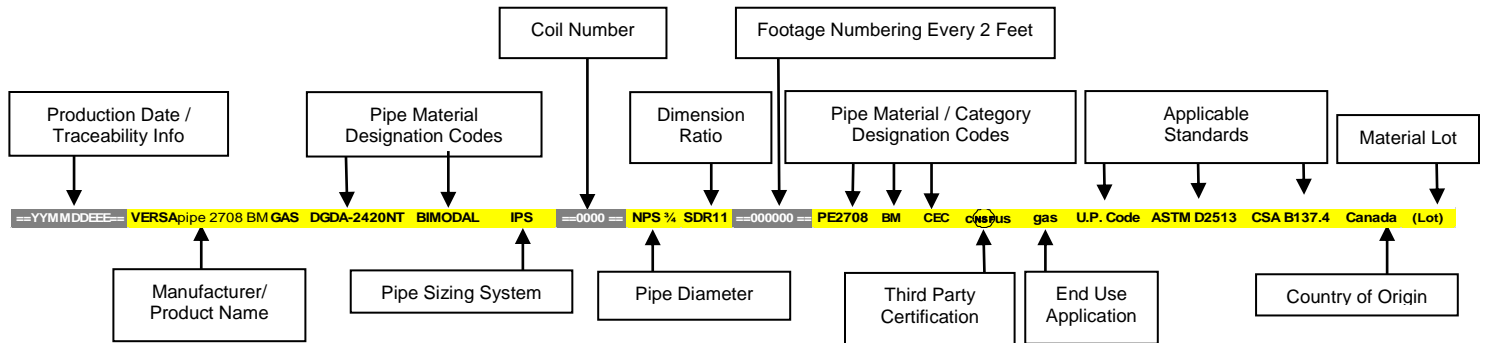 Coil Number
Footage Numbering Every 2 Feet
Production Date /
Traceability Info
Pipe Material
Designation Codes
Dimension
Ratio
Pipe Material / Category
Designation Codes
Applicable
Standards
Material Lot
==YYMMDDEEE== VERSApipe 2708 BM GAS DGDA-2420NT BIMODAL IPS ==0000 == NPS ¾ SDR11 ==000000 == PE2708 BM CEC gas U.P. Code ASTM D2513 CSA B137.4 Canada (Lot)
Manufacturer/
Product Name
Pipe Sizing System
Pipe Diameter
Third Party
Certification
End Use
Application
Country of Origin